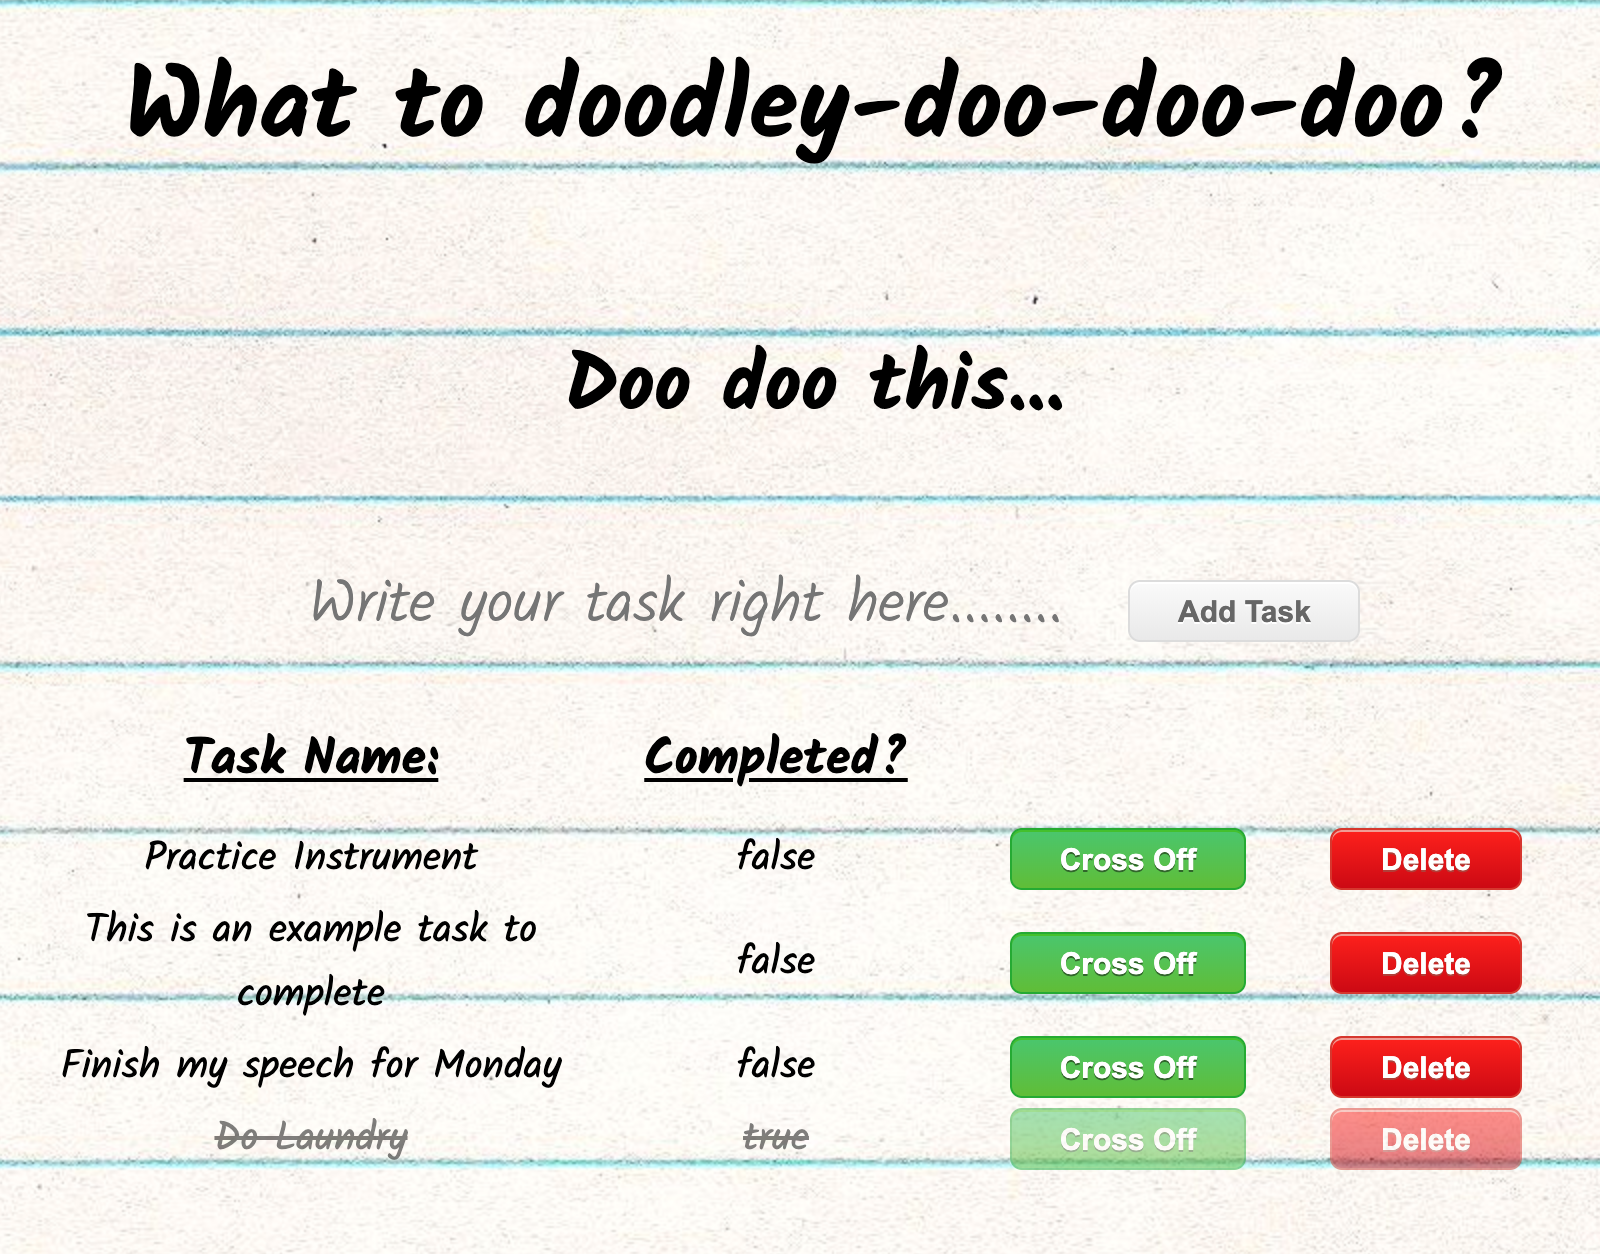 What to doodley-doo-doo-doo?
Doo doo this...
Write your task right here........ Add Task
Task Name: Completed?
Practice Instrument false Cross Off Delete
This is an example task to
complete false Cross Off Delete
Finish my speech for Monday false Cross Off Delete
Do Laundry true Cross Off Delete